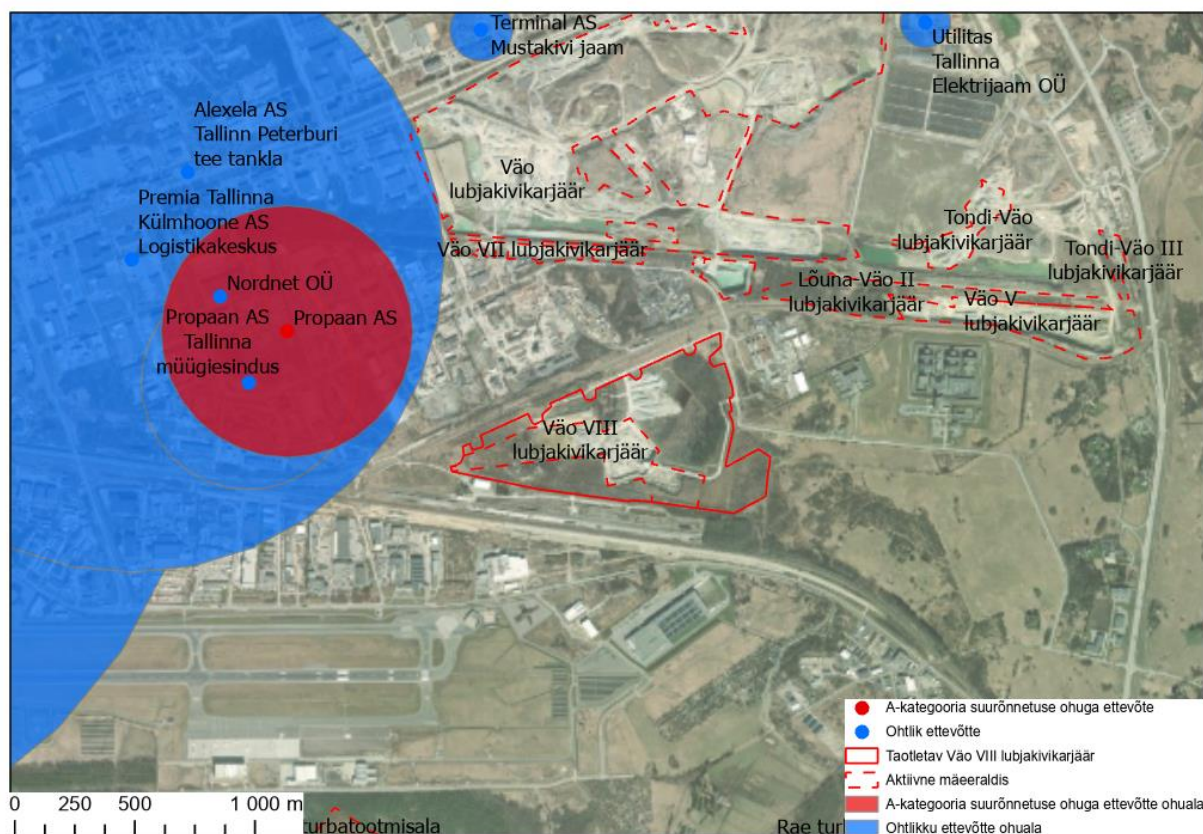 Terminal AS
Mustakivi jaam
Utilitas
Tallinna
Elektrijaam OÜ
Alexela AS
Tallinn Peterburi
tee tankla
Väo
lubjakivikarjäär
Premia Tallinna
Külmhoone AS
Logistikakeskus
Tondi-Väo
lubjakivikarjäär
Väo VII lubjakivikarjäär
Tondi-Väo III
lubjakivikarjäär
Nordnet OÜ
Lõuna-Väo II
lubjakivikarjäär
Väo V
lubjakivikarjäär
Propaan AS
Tallinna
müügiesindus
Propaan AS
Väo VIII
lubjakivikarjäär
A-kategooria suurõnnetuse ohuga ettevõte
Ohtlik ettevõtte
Taotletav Väo VIII lubjakivikarjäär
Aktiivne mäeeraldis
A-kategooria suurõnnetuse ohuga ettevõtte ohuala
Ohtlikku ettevõtte ohuala
0 250 500 1 000 m
turbatootmisala
Rae turb